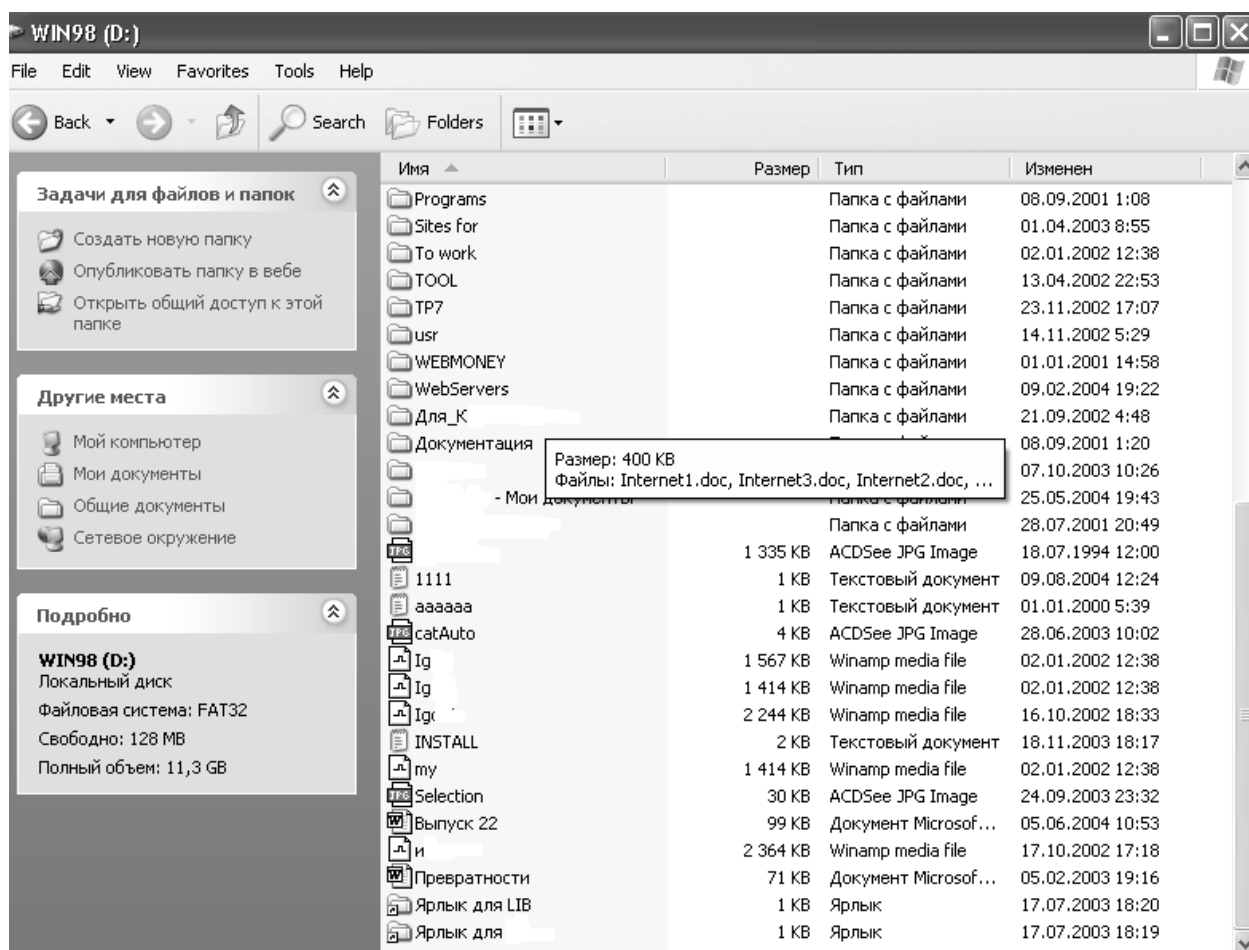 WIN98 (D:)
File Edit View Favorites Tools Help
Back Search Folders
Задачи для файлов и папок
Создать новую папку
Опубликовать папку в вебе
Открыть общий доступ к этой
папке
Другие места
Мой компьютер
Мои документы
Общие документы
Сетевое окружение
Подробно
WIN98 (D:)
Локальный диск
Файловая система: FAT32
Свободно: 128 MB
Полный объем: 11,3 GB
Имя Размер Тип Изменен
Programs Папка с файлами 08.09.2001 1:08
Sites for Папка с файлами 01.04.2003 8:55
To work Папка с файлами 02.01.2002 12:38
TOOL Папка с файлами 13.04.2002 22:53
TP7 Папка с файлами 23.11.2002 17:07
usr Папка с файлами 14.11.2002 5:29
WEBMONEY Папка с файлами 01.01.2001 14:58
WebServers Папка с файлами 09.02.2004 19:22
Для_К Папка с файлами 21.09.2002 4:48
Документация 08.09.2001 1:20
Размер: 400 KB
Файлы: Internet1.doc, Internet3.doc, Internet2.doc, ...
07.10.2003 10:26
- Мои документы Папка с файлами 25.05.2004 19:43
Папка с файлами 28.07.2001 20:49
JPG 1 335 KB ACDSee JPG Image 18.07.1994 12:00
1111 1 KB Текстовый документ 09.08.2004 12:24
aaaaaa 1 KB Текстовый документ 01.01.2000 5:39
JPG catAuto 4 KB ACDSee JPG Image 28.06.2003 10:02
Ig 1 567 KB Winamp media file 02.01.2002 12:38
Ig 1 414 KB Winamp media file 02.01.2002 12:38
Ig 2 244 KB Winamp media file 16.10.2002 18:33
INSTALL 2 KB Текстовый документ 18.11.2003 18:17
my 1 414 KB Winamp media file 02.01.2002 12:38
JPG Selection 30 KB ACDSee JPG Image 24.09.2003 23:32
Выпуск 22 99 KB Документ Microsof... 05.06.2004 10:53
и 2 364 KB Winamp media file 17.10.2002 17:18
Превратности 71 KB Документ Microsof... 05.02.2003 19:16
Ярлык для LIB 1 KB Ярлык 17.07.2003 18:20
Ярлык для 1 KB Ярлык 17.07.2003 18:19